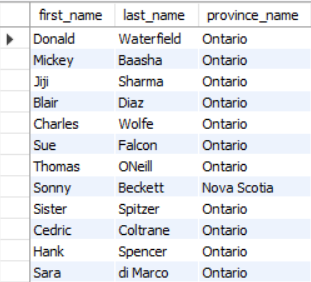 first_name last_name province_name
Donald Waterfield Ontario
Mickey Baasha Ontario
Jiji Sharma Ontario
Blair Diaz Ontario
Charles Wolfe Ontario
Sue Falcon Ontario
Thomas ONeill Ontario
Sonny Beckett Nova Scotia
Sister Spitzer Ontario
Cedric Coltrane Ontario
Hank Spencer Ontario
Sara di Marco Ontario